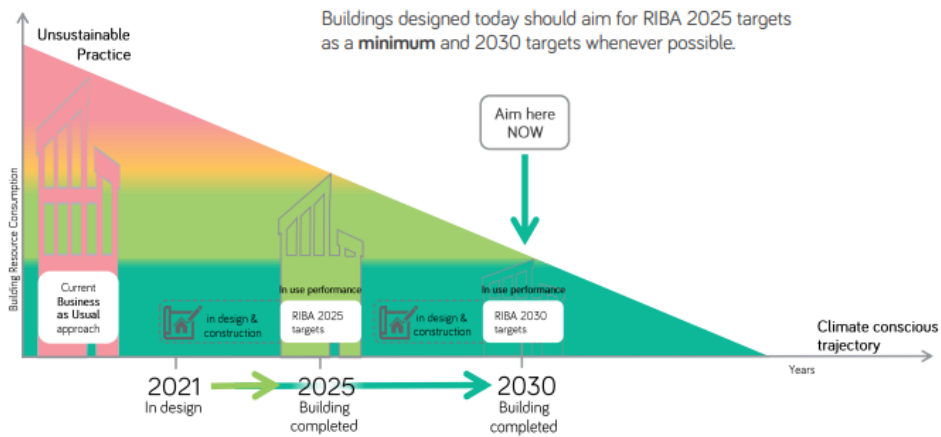 Buildings designed today should aim for RIBA 2025 targets
as a minimum and 2030 targets whenever possible.
Unsustainable
Practice
Aim here
NOW
Building Resource Consumption
Current
Business
as Usual
approach
in design &
construction
In use performance
RIBA 2025
targets
in design &
construction
In use performance
RIBA 2030
targets
Climate conscious
trajectory
Years
2021
In design
2025
Building
completed
2030
Building
completed